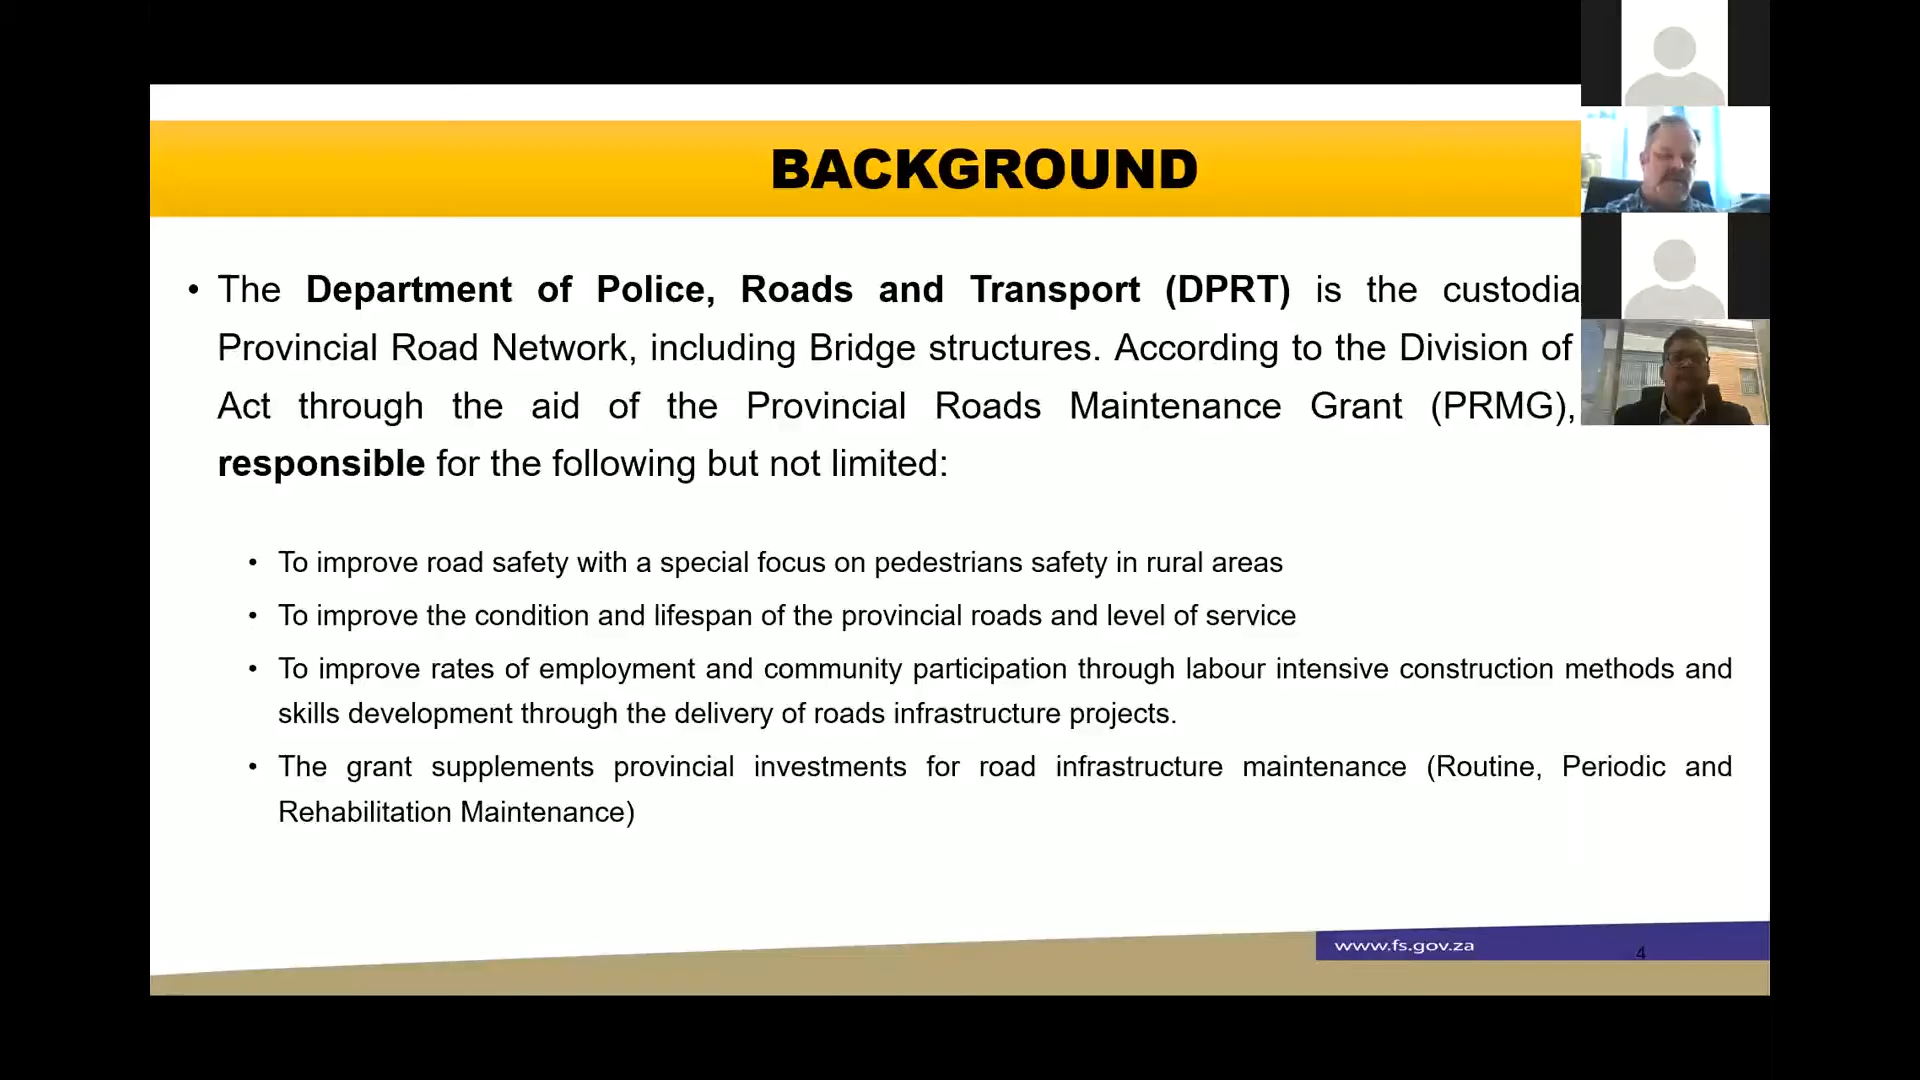 BACKGROUND
• The Department of Police, Roads and Transport (DPRT) is the
Provincial Road Network, including Bridge structures. According to the Division of
Act through the aid of the Provincial Roads Maintenance Grant (PRMG),
responsible for the following but not limited:
• To improve road safety with a special focus on pedestrians safety in rural areas
• To improve the condition and lifespan of the provincial roads and level of service
• To improve rates of employment and community participation through labour intensive construction methods and
skills development through the delivery of roads infrastructure projects.
• The grant supplements provincial investments for road infrastructure maintenance (Routine, Periodic and
Rehabilitation Maintenance)
www.fs.gov.za
4